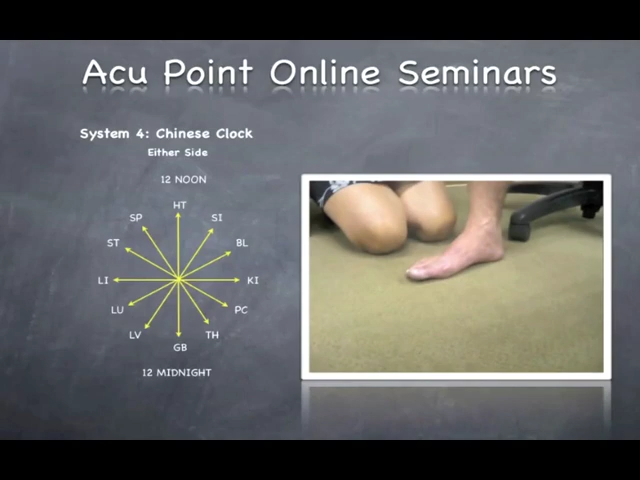 Acu Point Online Seminars
System 4: Chinese Clock
Either Side
12 NOON
HT
SP
SI
ST
BL
LI
KI
LU
PC
LV
TH
GB
12 MIDNIGHT